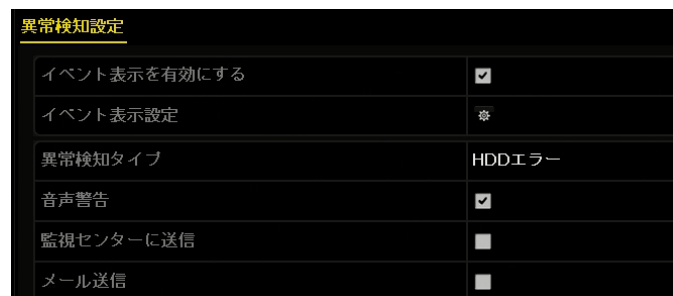 異常検知設定
イベント表示を有効にする
イベント表示設定
異常検知タイプ HDDエラー
音声警告
監視センターに送信
メール送信